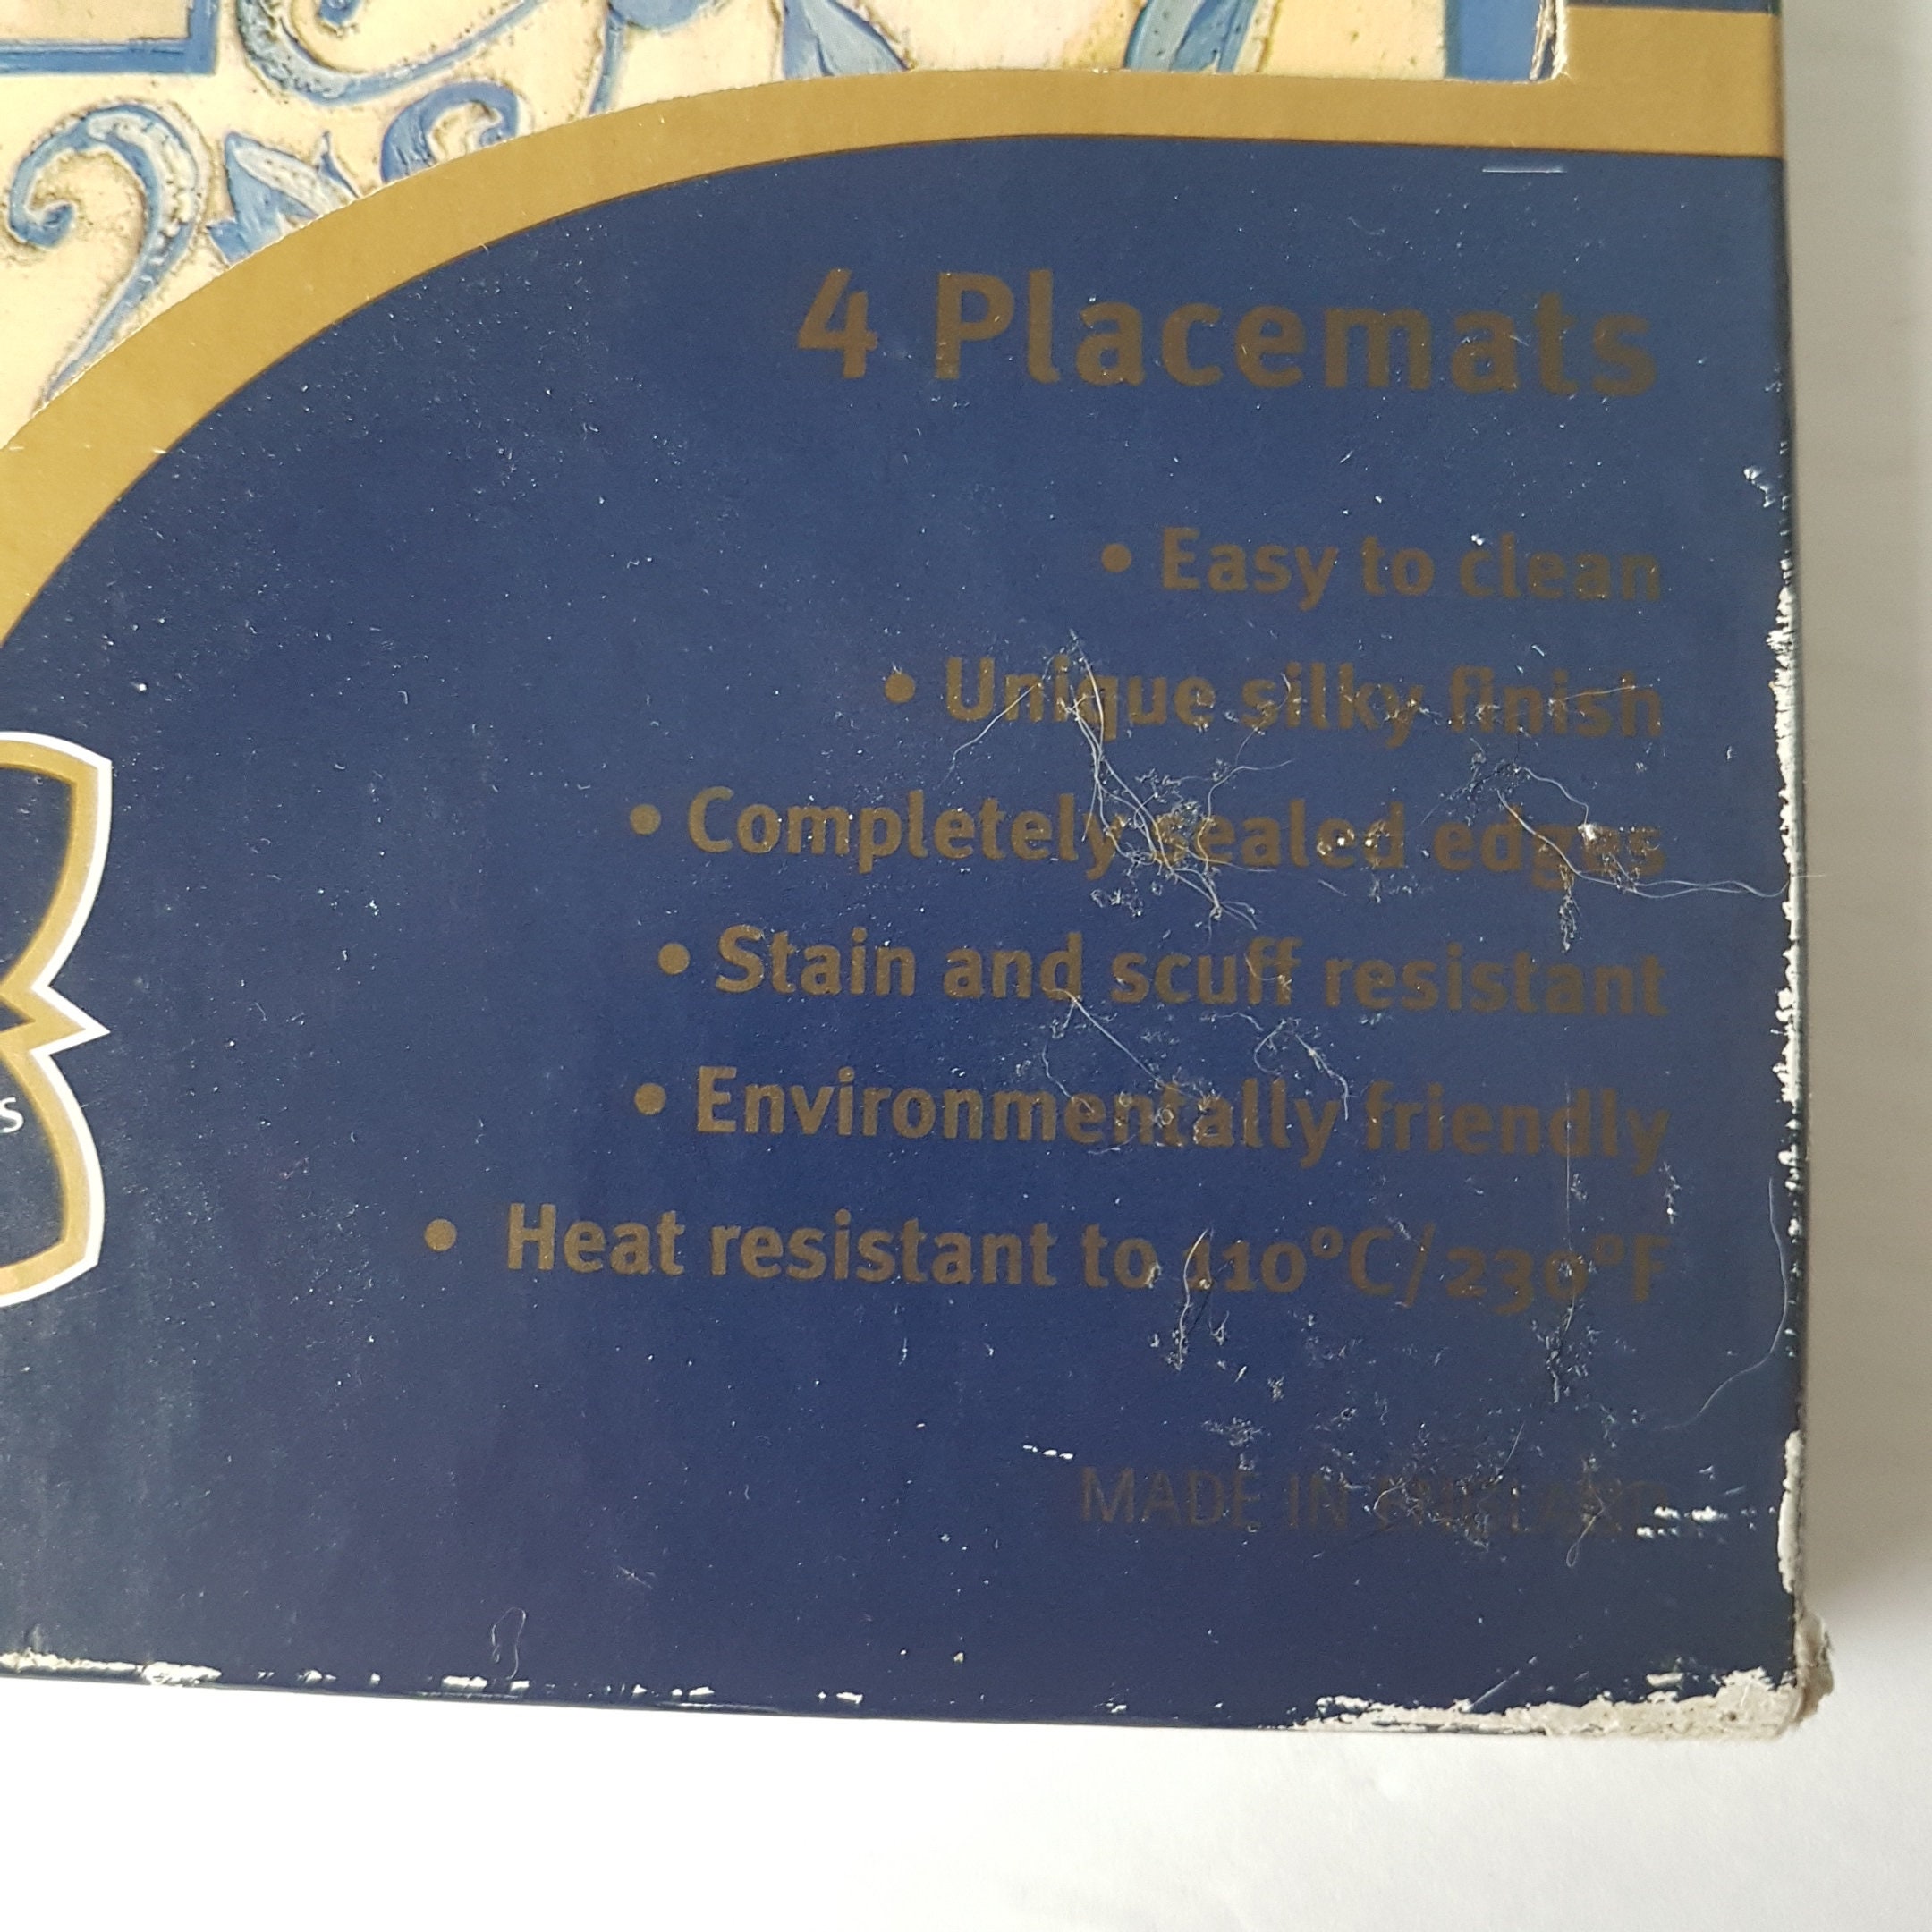 4 Placemats
• Easy to clean
• Unique silky finish
• Completely sealed edges
• Stain and scuff resistant
• Environmentally friendly
• Heat resistant to 110°C/230°F
MADE IN ENGLAND